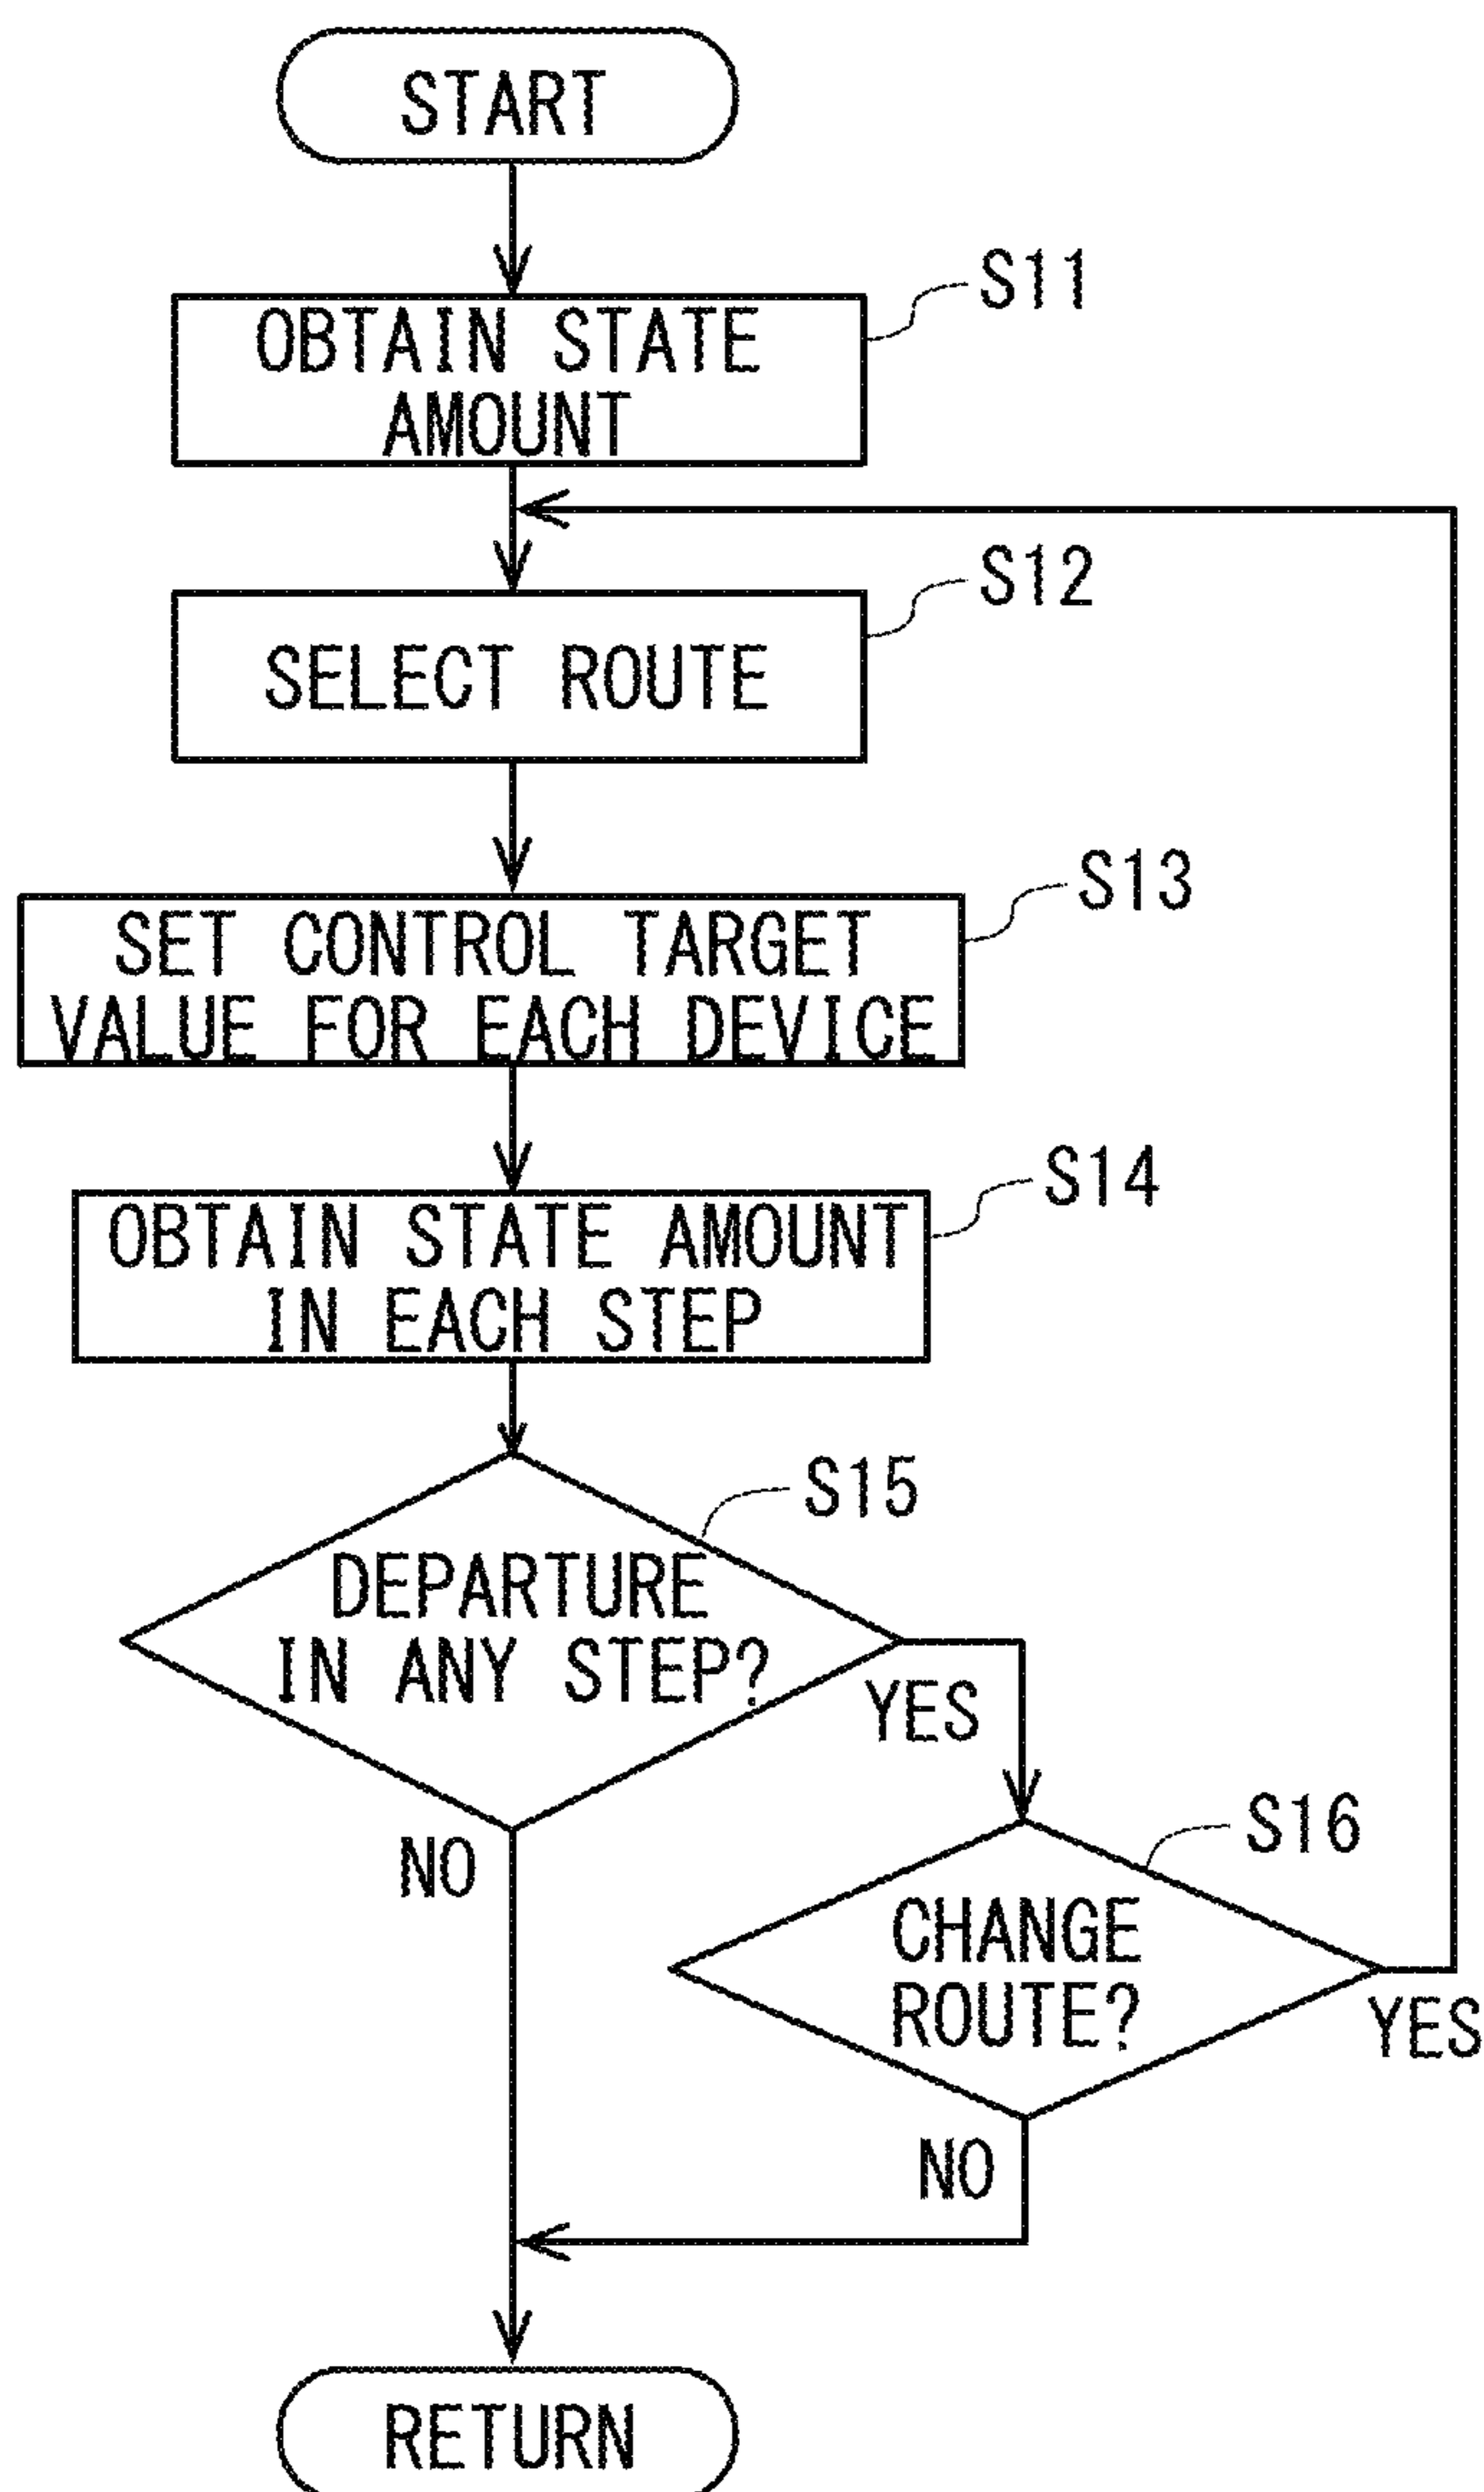 START
S11
OBTAIN STATE
AMOUNT
S12
SELECT ROUTE
S13
SET CONTROL TARGET
VALUE FOR EACH DEVICE
S14
OBTAIN STATE AMOUNT
IN EACH STEP
S15
DEPARTURE
IN ANY STEP?
YES
NO
S16
CHANGE
ROUTE?
YES
NO
RETURN